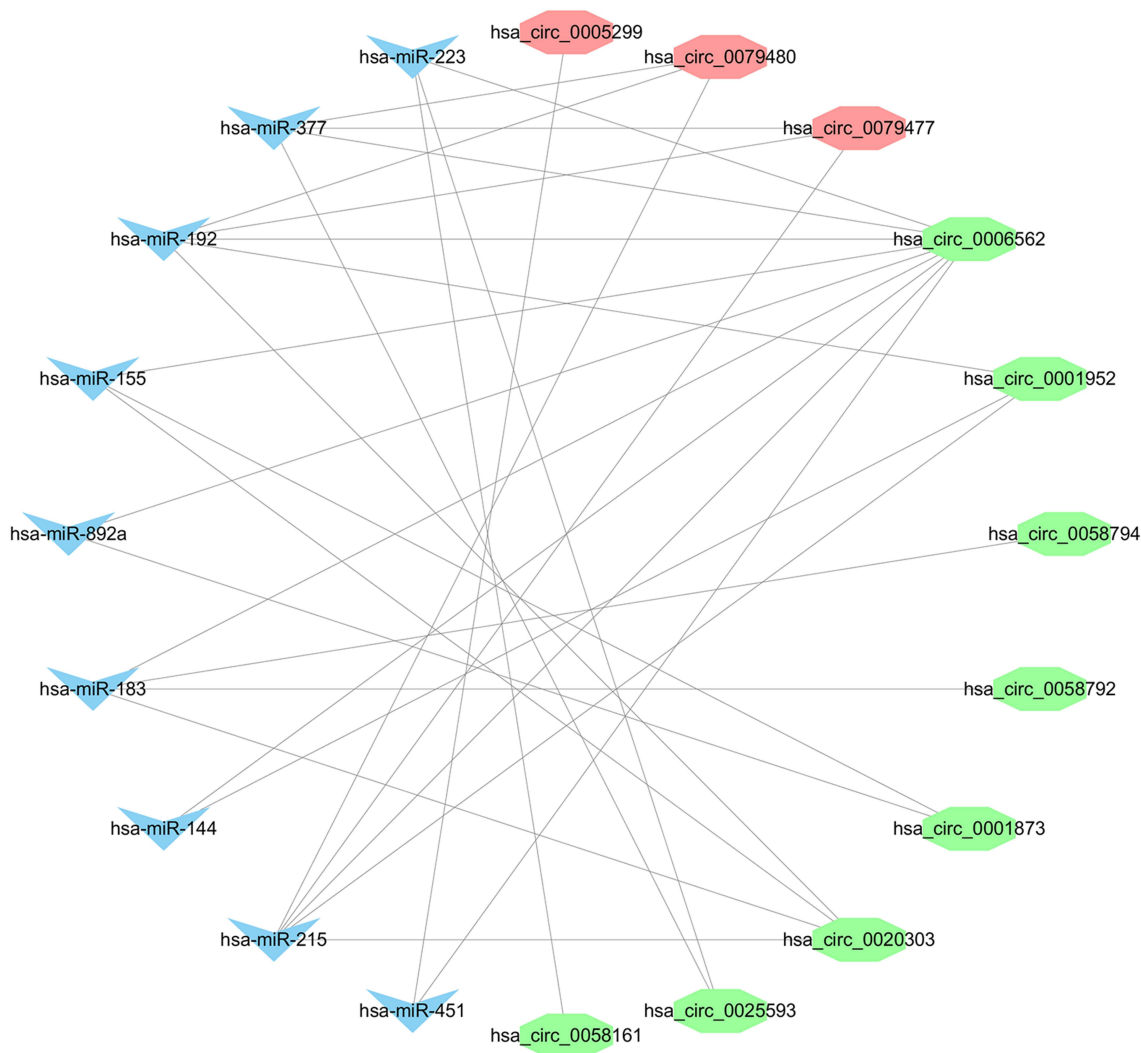 hsa_circ_0005299
hsa-miR-223
hsa_circ_0079480
hsa-miR-377
hsa_circ_0079477
hsa-miR-192
hsa_circ_0006562
hsa-miR-155
hsa_circ_0001952
hsa-miR-892a
hsa_circ_0058794
hsa-miR-183
hsa_circ_0058792
hsa-miR-144
hsa_circ_0001873
hsa-miR-215
hsa_circ_0020303
hsa-miR-451
hsa_circ_0025593
hsa_circ_0058161